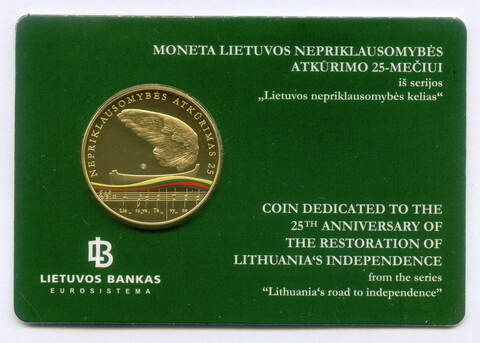 MONETA LIETUVOS NEPRIKLAUSOMYBĖS
ATKŪRIMO 25-MEČIUI
iš serijos
„Lietuvos nepriklausomybės kelias“
NEPRIKLAUSOMYBĖS ATKŪRIMAS 25
COIN DEDICATED TO THE
25TH ANNIVERSARY OF
THE RESTORATION OF
LITHUANIA‘S INDEPENDENCE
from the series
“Lithuania‘s road to independence”
LB
LIETUVOS BANKAS
EUROSISTEMA